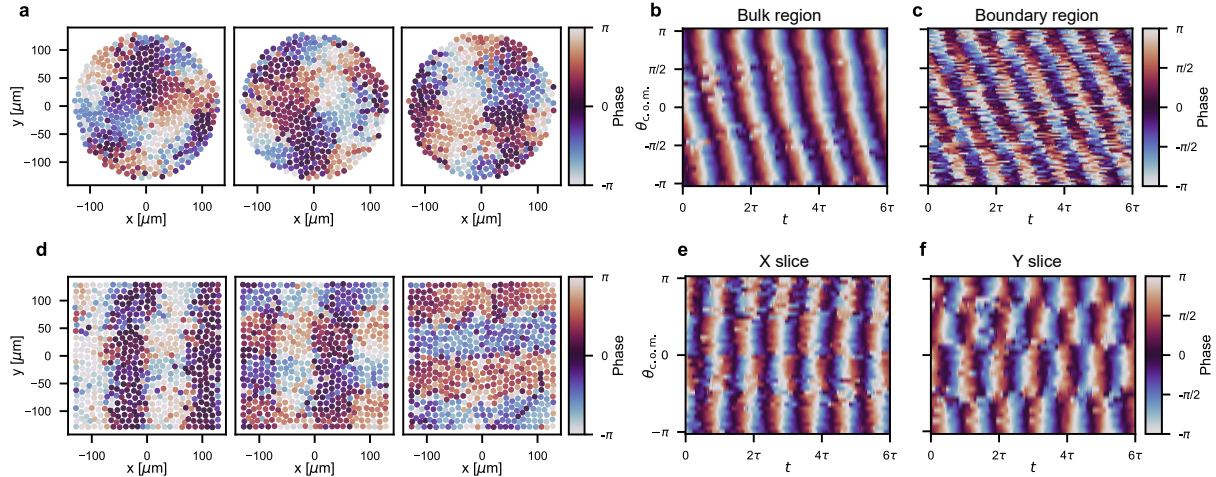 a
100
50
0
−50
−100
y [μm]
−100 0 100
x [μm]
−100 0 100
x [μm]
−100 0 100
x [μm]
π
0
-π
Phase
b
Bulk region
π
π/2
0
-π/2
-π
θc. o. m.
0 2τ 4τ 6τ
t
c
Boundary region
0 2τ 4τ 6τ
t
π
π/2
0
-π/2
-π
Phase
d
100
50
0
−50
−100
y [μm]
−100 0 100
x [μm]
−100 0 100
x [μm]
−100 0 100
x [μm]
π
0
-π
Phase
e
X slice
π
0
−π
θc. o. m.
0 2τ 4τ 6τ
t
f
Y slice
0 2τ 4τ 6τ
t
π
π/2
0
-π/2
-π
Phase